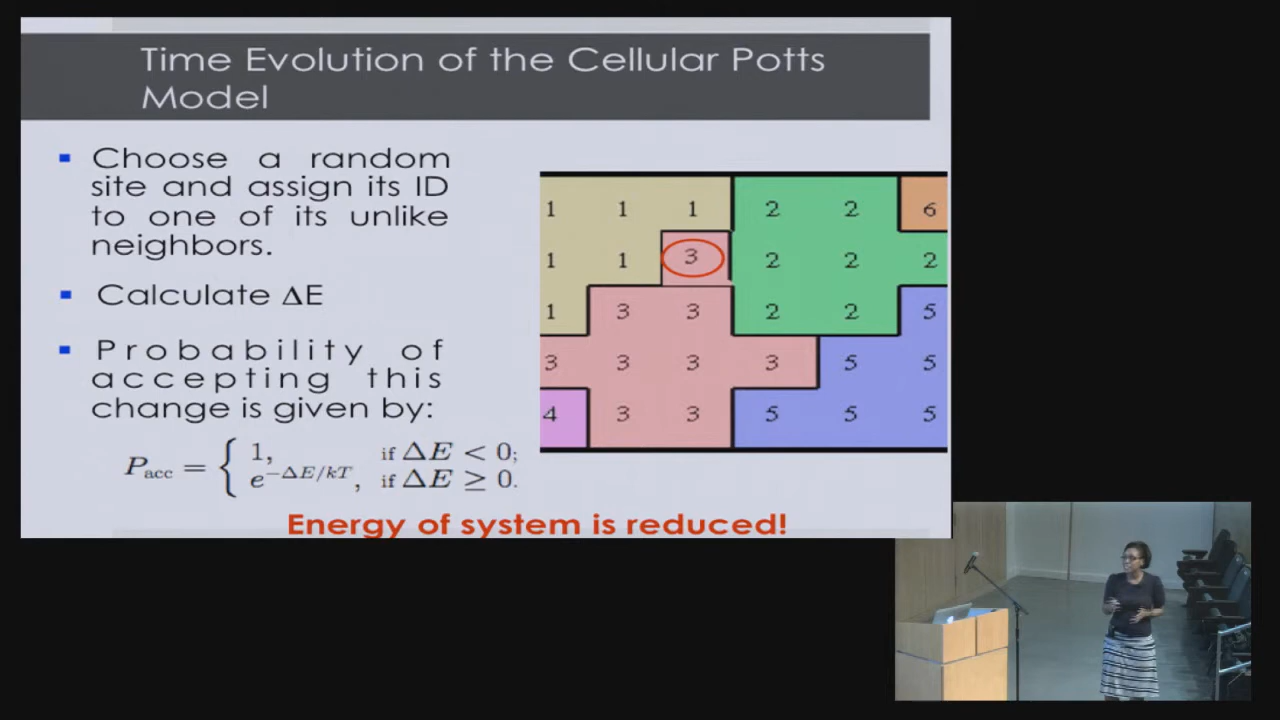 Time Evolution of the Cellular Potts
Model
Choose a random
site and assign its ID
to one of its unlike
neighbors.
Calculate ΔE
Probability of
accepting this
change is given by:
P_acc = { 1, if ΔE < 0;
e^{-ΔE/kT}, if ΔE ≥ 0.
Energy of system is reduced!
1 1 1 2 2 6
1 1 3 2 2 2
1 3 3 2 2 5
3 3 3 3 5 5
4 3 3 5 5 5